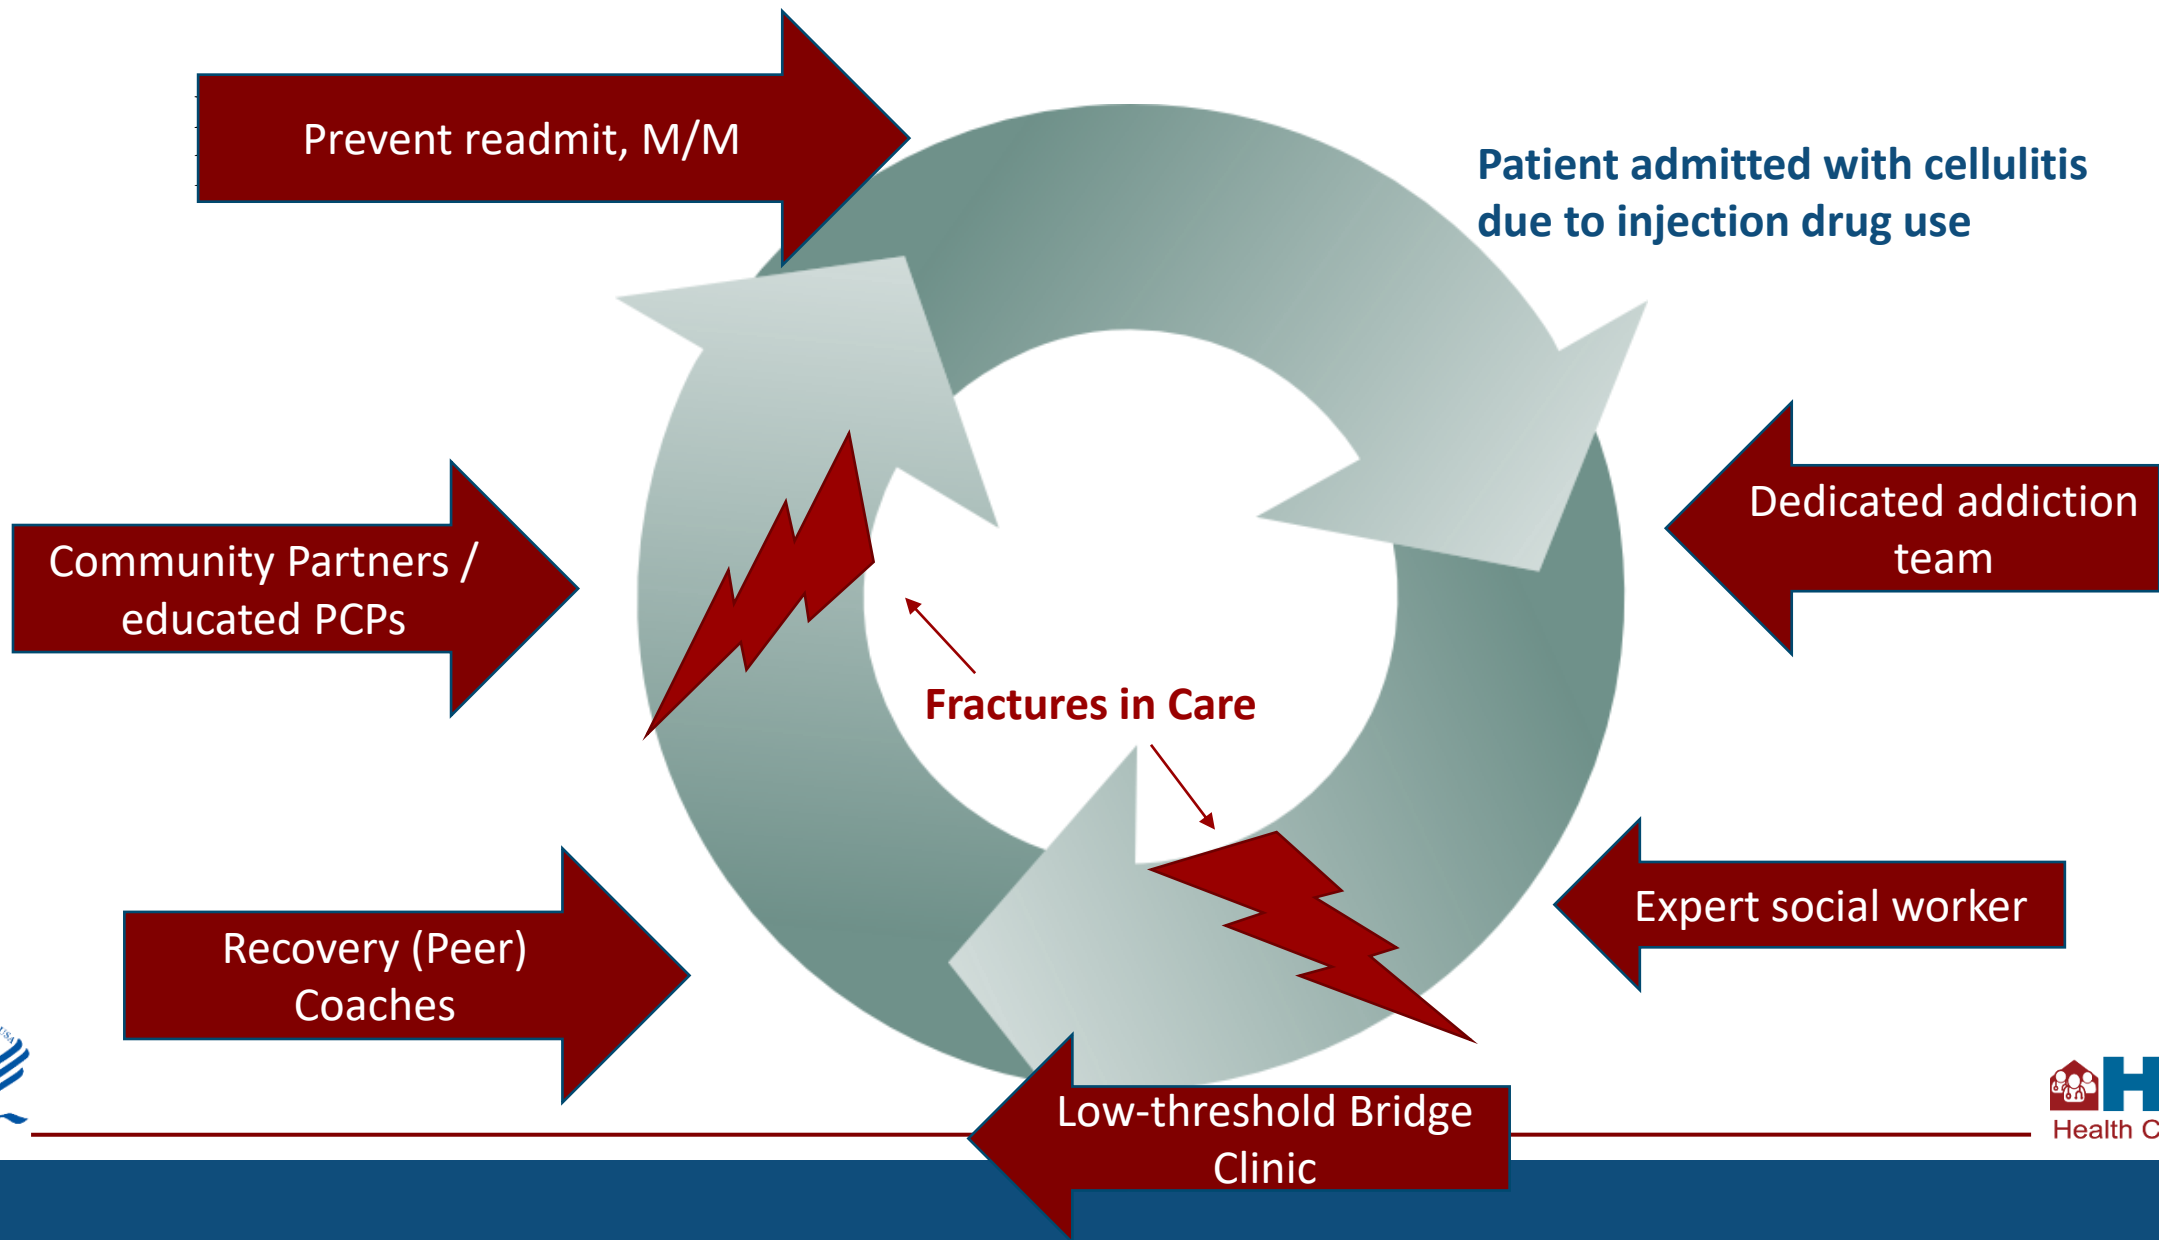 Prevent readmit, M/M
Patient admitted with cellulitis
due to injection drug use
Dedicated addiction
team
Community Partners /
educated PCPs
Fractures in Care
Expert social worker
Recovery (Peer)
Coaches
Low-threshold Bridge
Clinic
USA
H
Health C